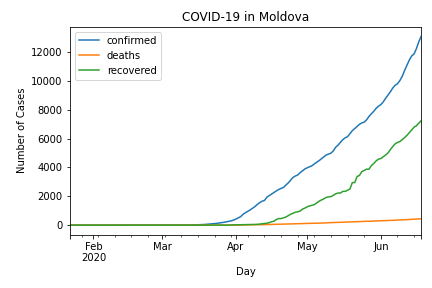 COVID-19 in Moldova
confirmed
deaths
recovered
Number of Cases
12000
10000
8000
6000
4000
2000
0
Feb
2020
Mar
Apr
May
Jun
Day